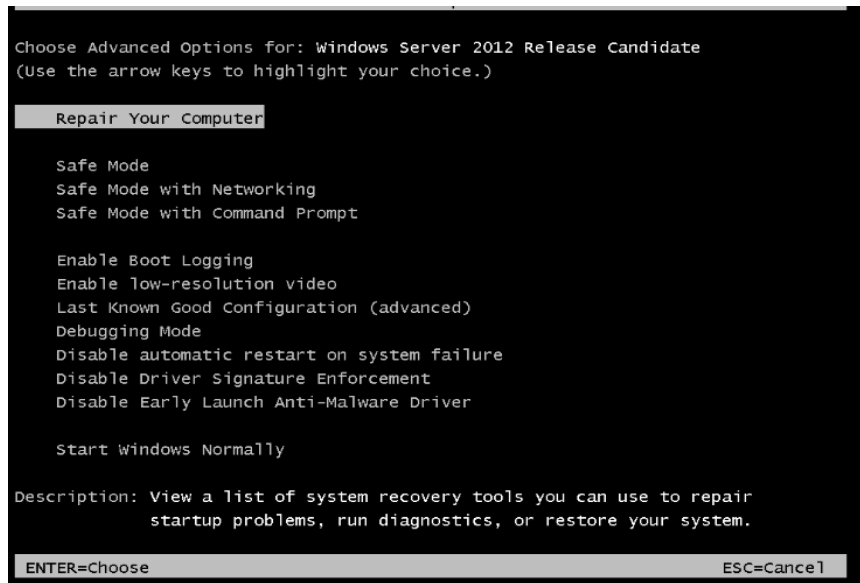 Choose Advanced Options for: Windows Server 2012 Release Candidate
(Use the arrow keys to highlight your choice.)
Repair Your Computer
Safe Mode
Safe Mode with Networking
Safe Mode with Command Prompt
Enable Boot Logging
Enable low-resolution video
Last Known Good Configuration (advanced)
Debugging Mode
Disable automatic restart on system failure
Disable Driver Signature Enforcement
Disable Early Launch Anti-Malware Driver
Start Windows Normally
Description: View a list of system recovery tools you can use to repair
startup problems, run diagnostics, or restore your system.
ENTER=Choose ESC=Cancel